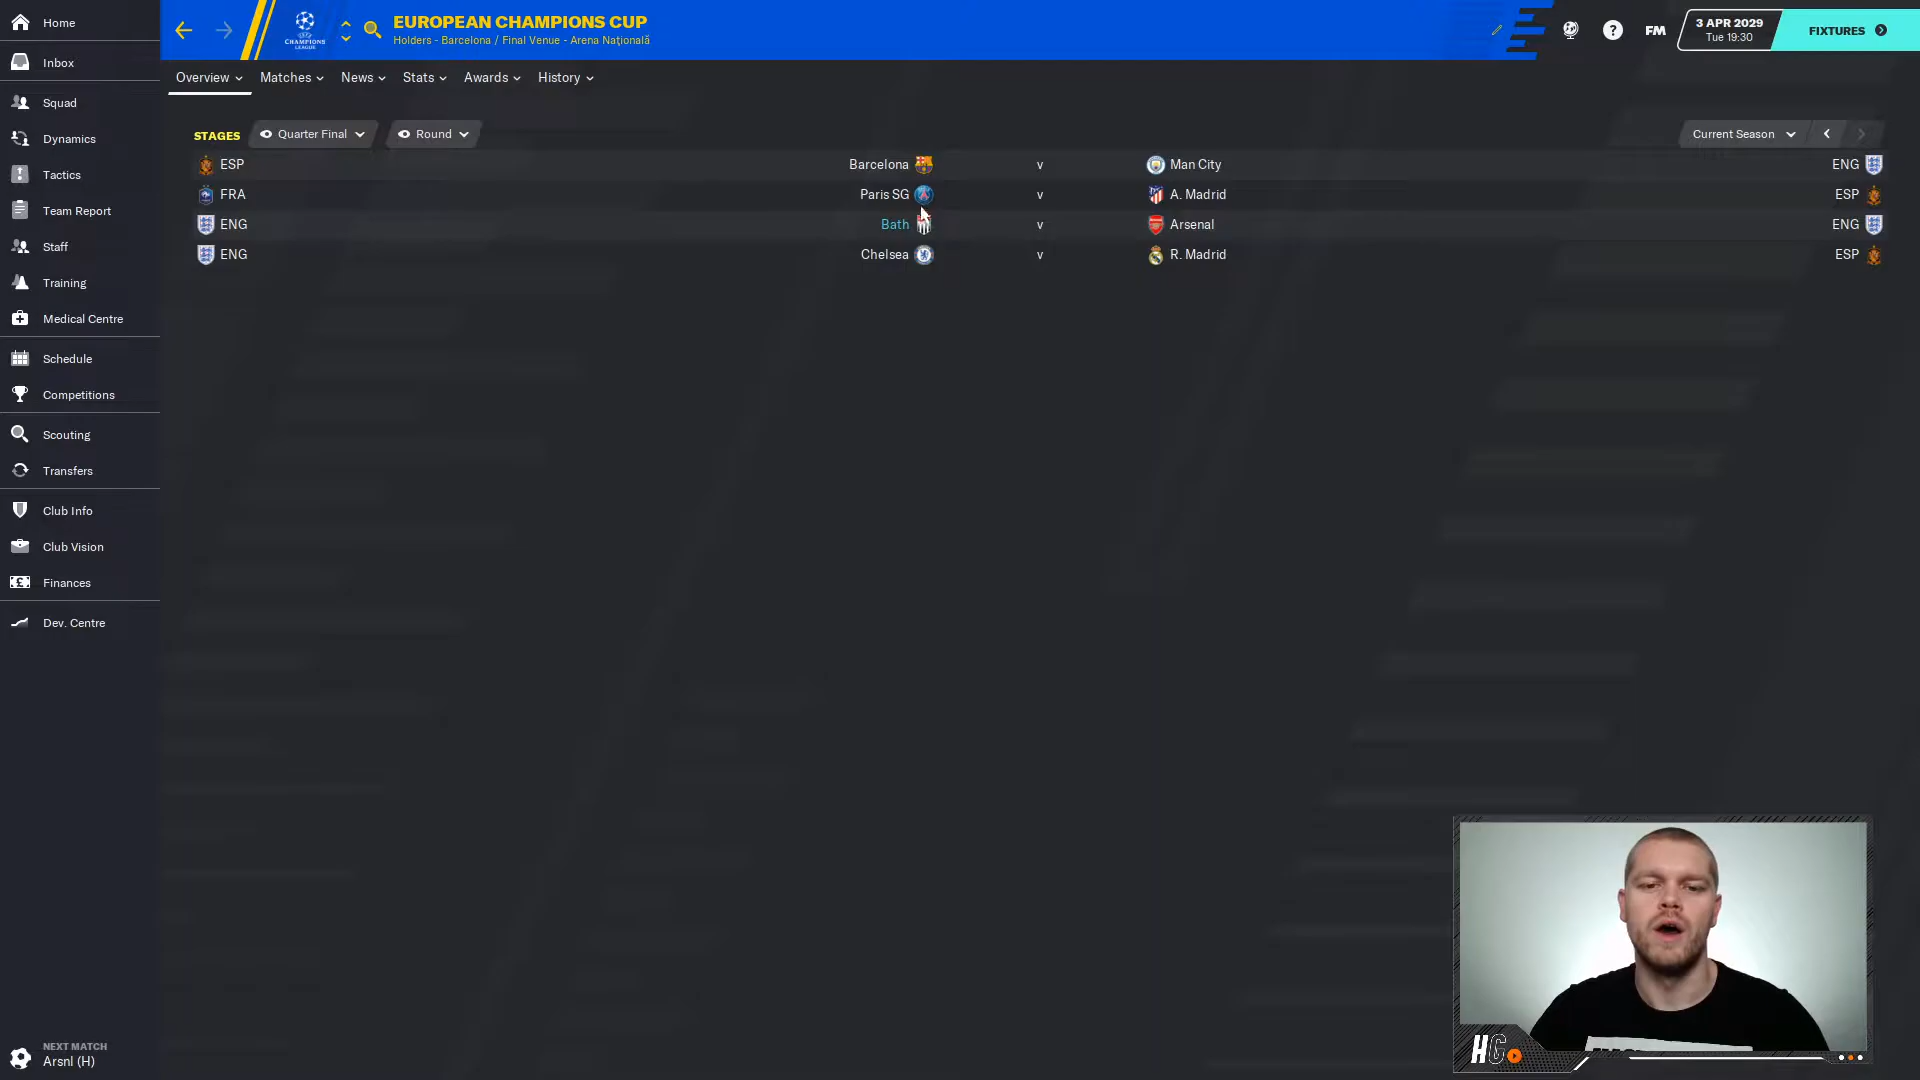 Home
Inbox
Squad
Dynamics
Tactics
Team Report
Staff
Training
Medical Centre
Schedule
Competitions
Scouting
Transfers
Club Info
Club Vision
Finances
Dev. Centre
NEXT MATCH
Arsnl (H)
CHAMPIONS
LEAGUE
EUROPEAN CHAMPIONS CUP
Holders - Barcelona / Final Venue - Arena Națională
FM
3 APR 2029
Tue 19:30
FIXTURES
Overview Matches News Stats Awards History
STAGES Quarter Final Round Current Season
ESP Barcelona v Man City ENG
FRA Paris SG v A. Madrid ESP
ENG Bath v Arsenal ENG
ENG Chelsea v R. Madrid ESP
HG